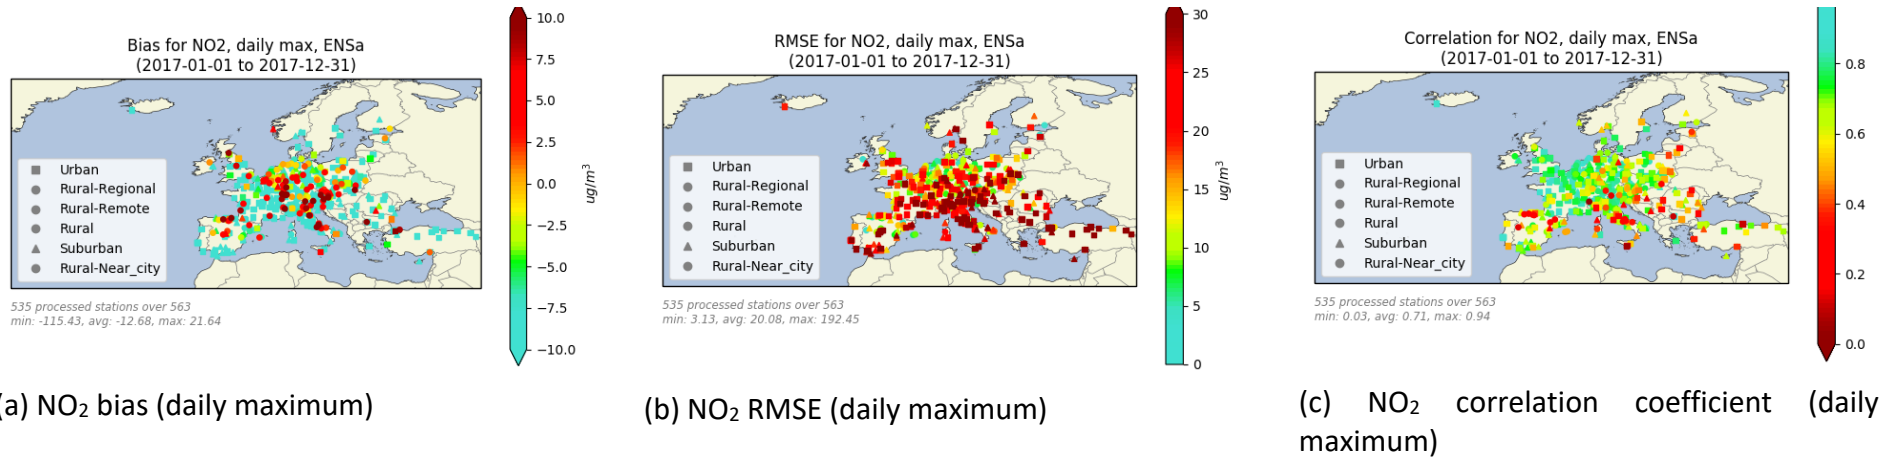 Bias for NO2, daily max, ENSa
(2017-01-01 to 2017-12-31)
Urban
Rural-Regional
Rural-Remote
Rural
Suburban
Rural-Near_city
535 processed stations over 563
min: -115.43, avg: -12.68, max: 21.64
10.0
7.5
5.0
2.5
0.0
−2.5
−5.0
−7.5
−10.0
ug/m³
(a) NO₂ bias (daily maximum)
RMSE for NO2, daily max, ENSa
(2017-01-01 to 2017-12-31)
Urban
Rural-Regional
Rural-Remote
Rural
Suburban
Rural-Near_city
535 processed stations over 563
min: 3.13, avg: 20.08, max: 192.45
30
25
20
15
10
5
0
ug/m³
(b) NO₂ RMSE (daily maximum)
Correlation for NO2, daily max, ENSa
(2017-01-01 to 2017-12-31)
Urban
Rural-Regional
Rural-Remote
Rural
Suburban
Rural-Near_city
535 processed stations over 563
min: 0.03, avg: 0.71, max: 0.94
0.8
0.6
0.4
0.2
0.0
(c) NO₂ correlation coefficient (daily
maximum)